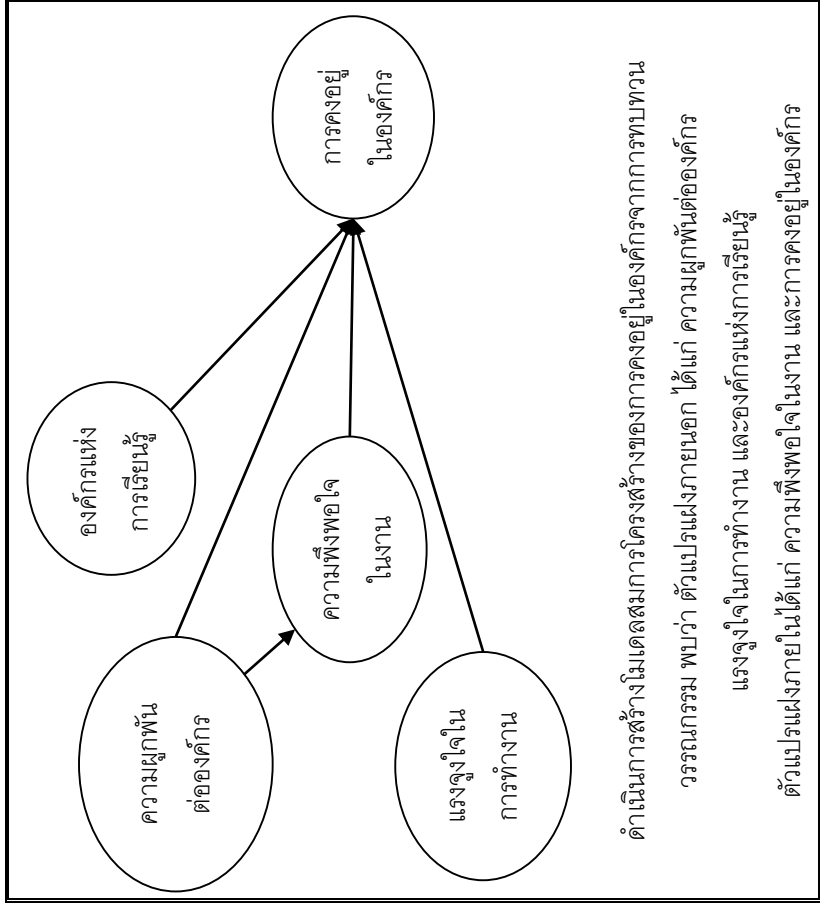 องค์กรแห่ง
การเรียนรู้
ความผูกพัน
ต่อองค์กร
ความพึงพอใจ
ในงาน
แรงจูงใจใน
การทำงาน
การคงอยู่
ในองค์กร
ดำเนินการสร้างโมเดลสมการโครงสร้างของการคงอยู่ในองค์กรจากการทบทวน
วรรณกรรม พบว่า ตัวแปรแฝงภายนอก ได้แก่ ความผูกพันต่อองค์กร
แรงจูงใจในการทำงาน และองค์กรแห่งการเรียนรู้
ตัวแปรแฝงภายในได้แก่ ความพึงพอใจในงาน และการคงอยู่ในองค์กร